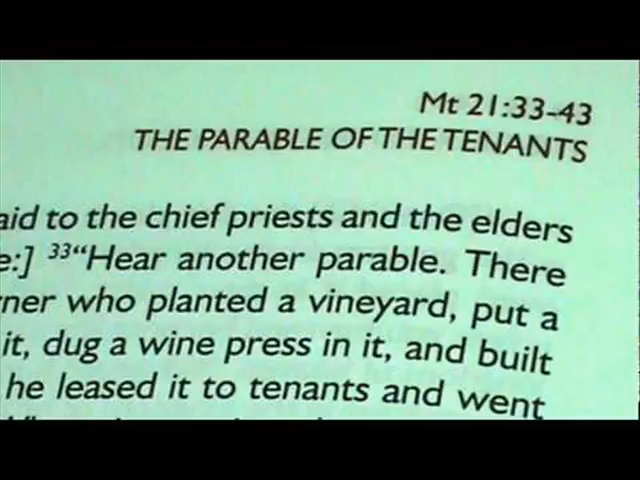 Mt 21:33-43
THE PARABLE OF THE TENANTS
aid to the chief priests and the elders
e:] 33“Hear another parable. There
ner who planted a vineyard, put a
it, dug a wine press in it, and built
he leased it to tenants and went